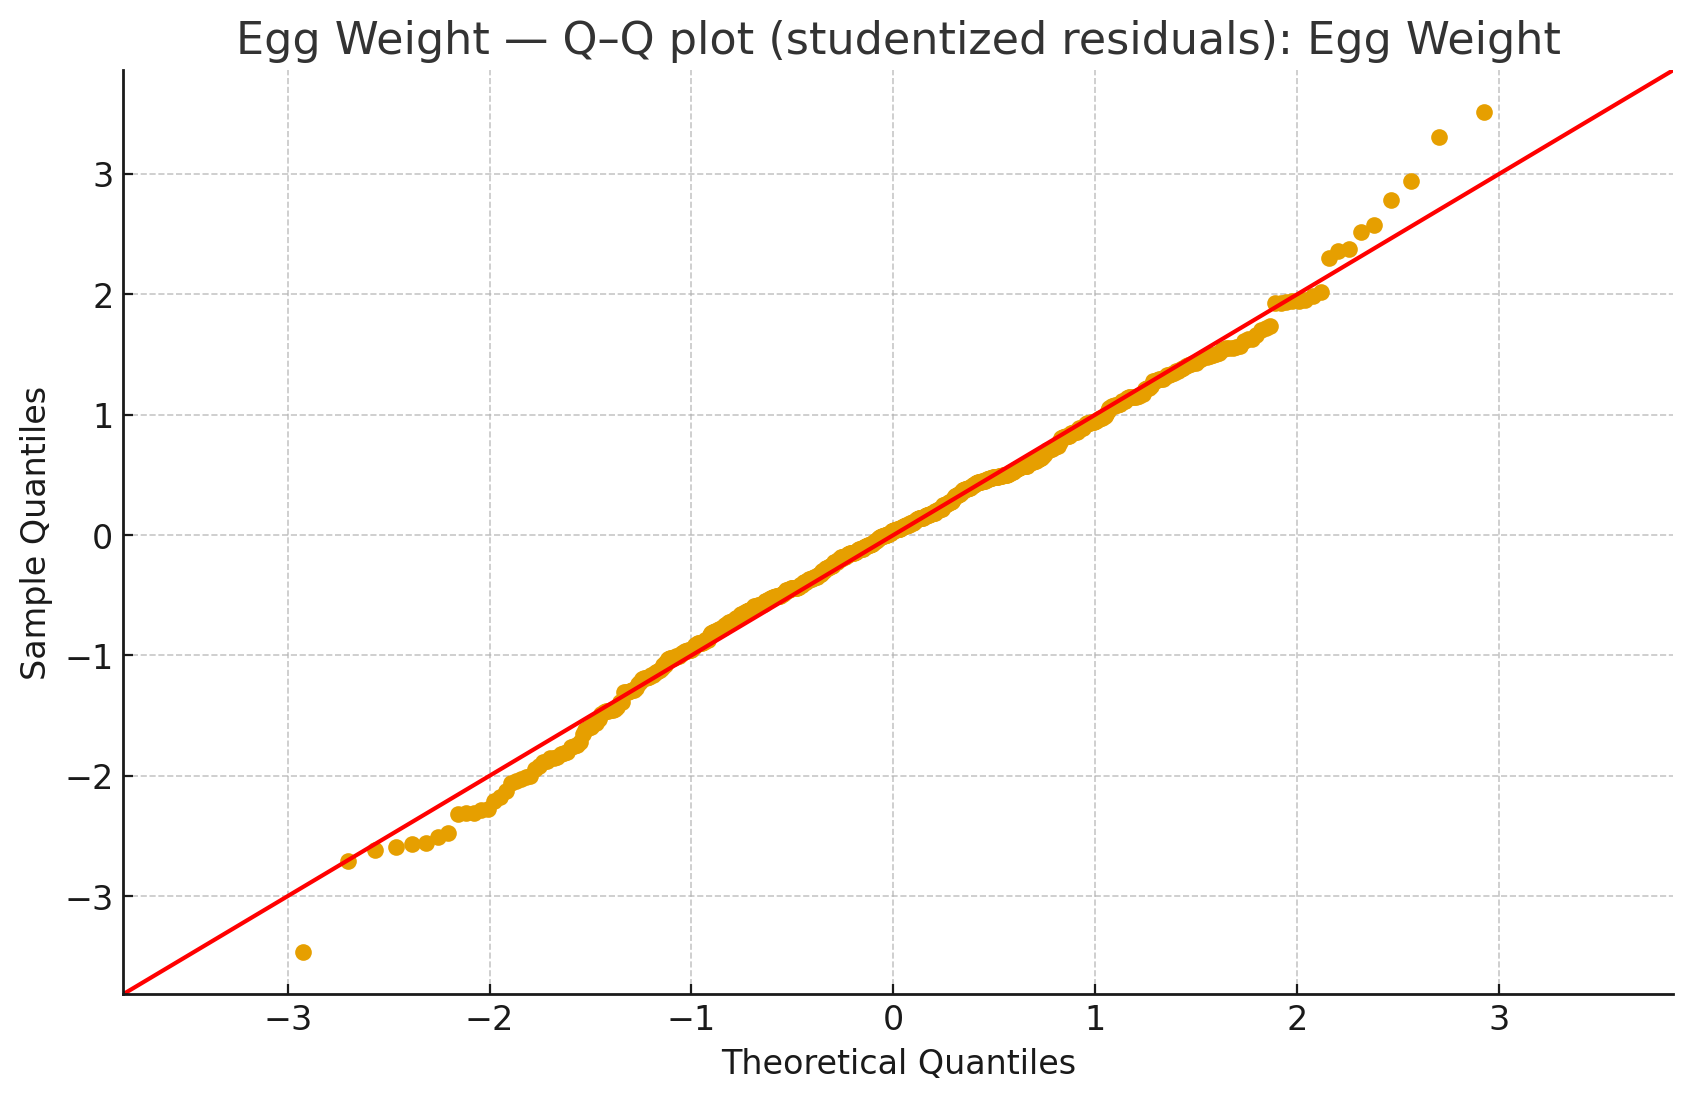 Egg Weight — Q–Q plot (studentized residuals): Egg Weight
Sample Quantiles
3
2
1
0
−1
−2
−3
−3 −2 −1 0 1 2 3
Theoretical Quantiles